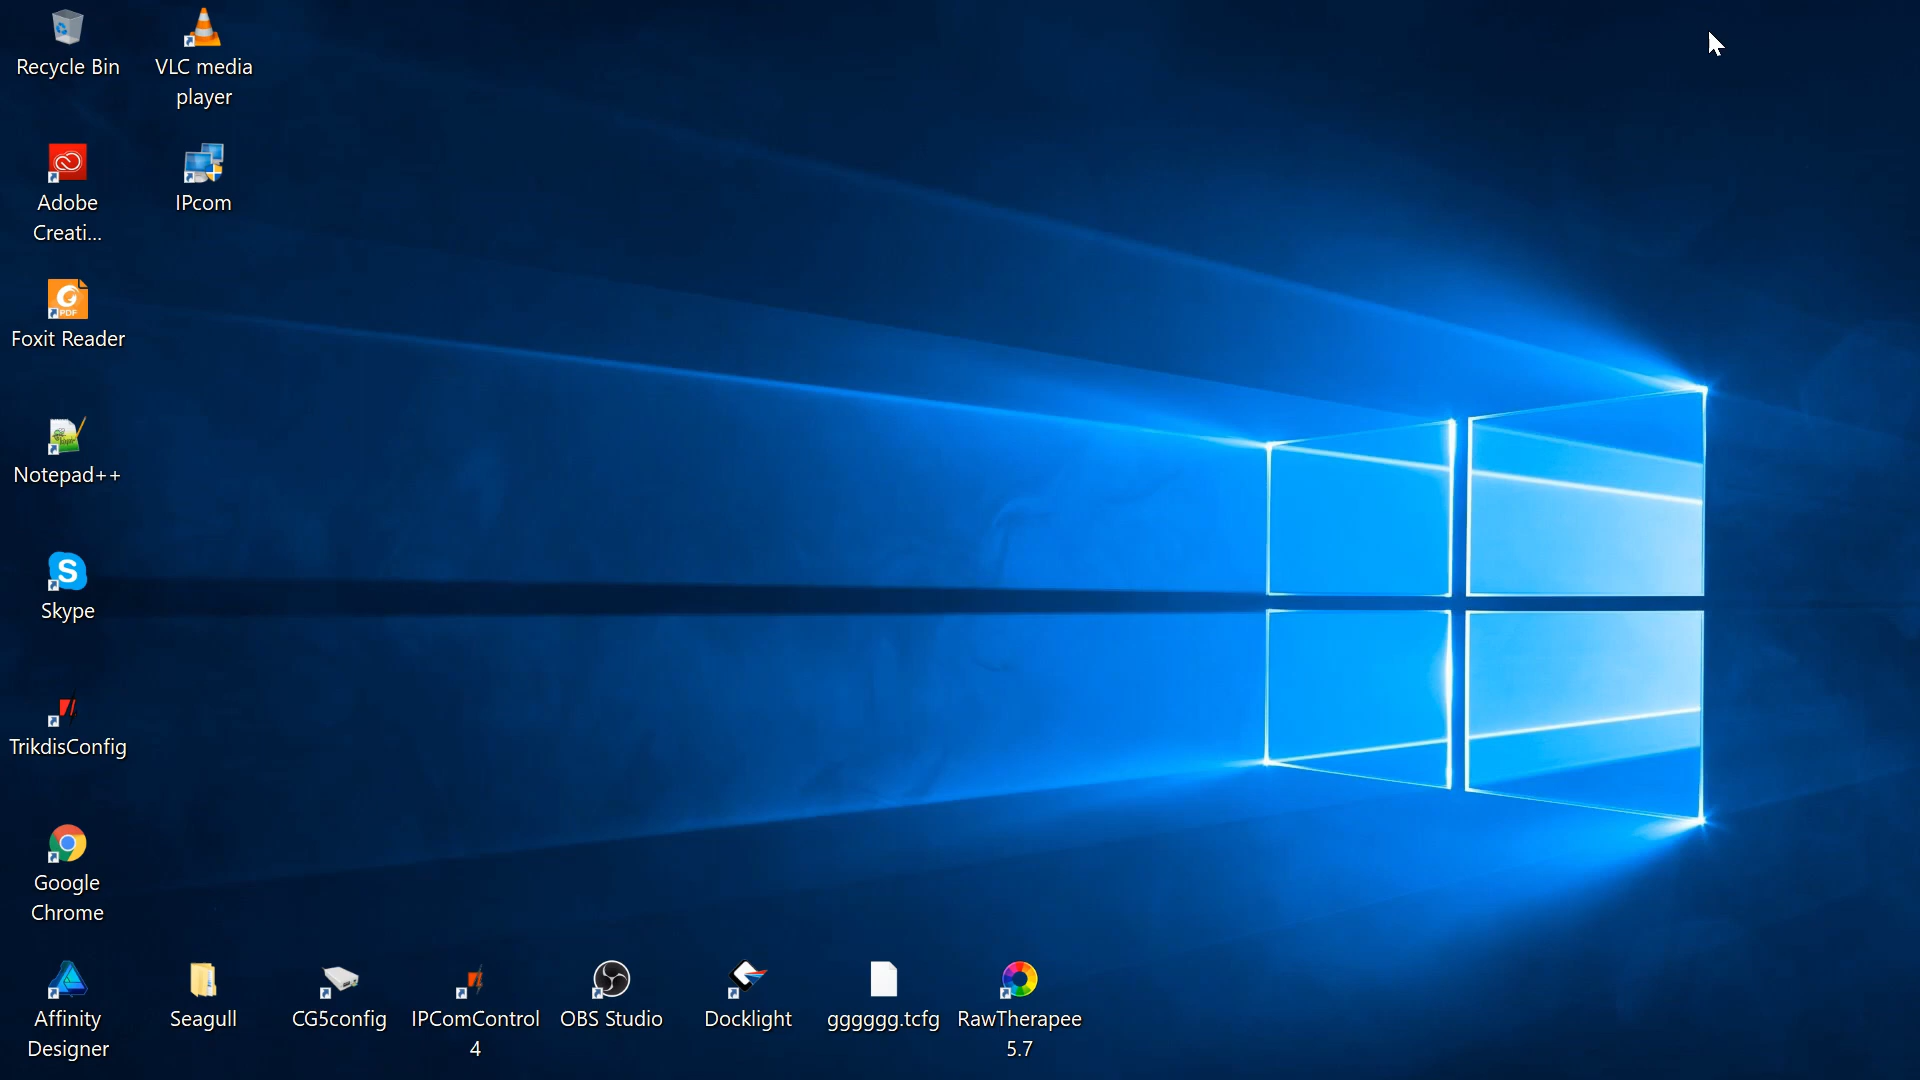 Recycle Bin
VLC media
player
Adobe
Creati...
IPcom
Foxit Reader
PDF
Notepad++
S
Skype
TrikdisConfig
Google
Chrome
Affinity
Designer
Seagull
CG5config
IPComControl
4
OBS Studio
Docklight
gggggg.tcfg
RawTherapee
5.7